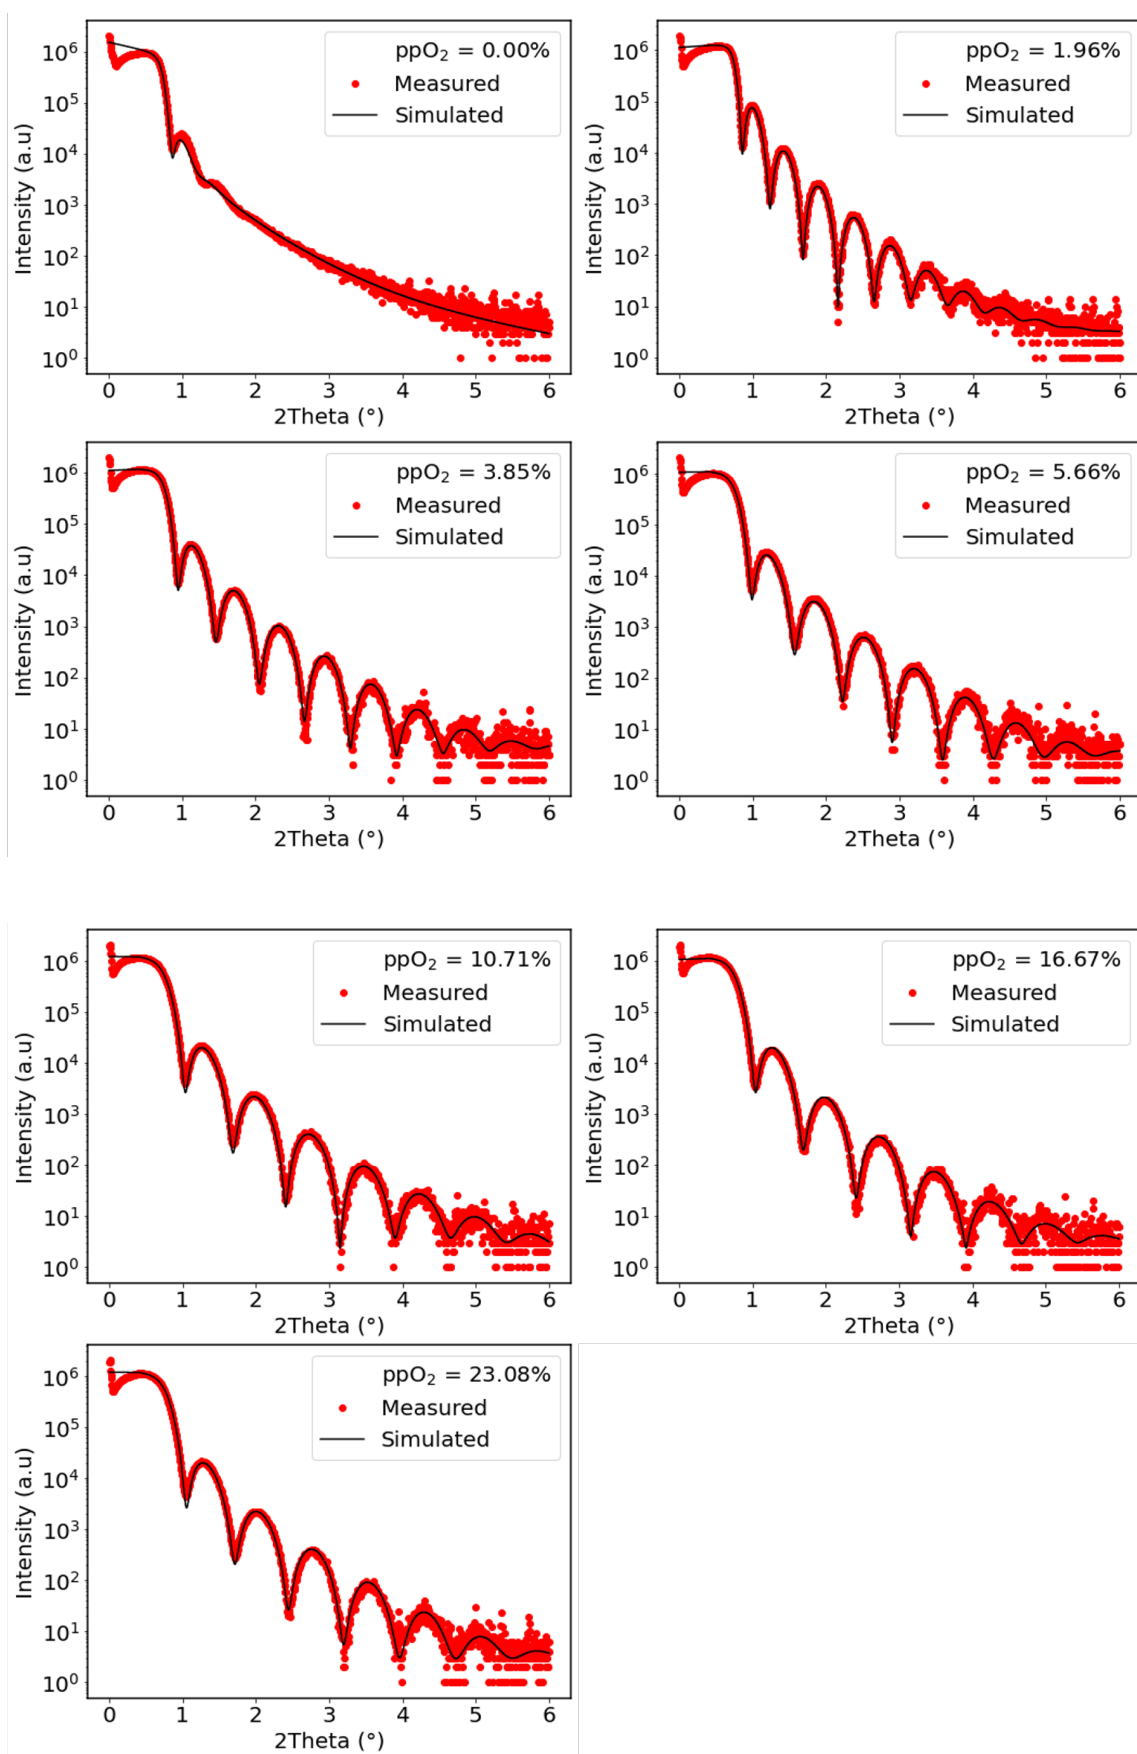 ppO₂ = 0.00%
Measured
Simulated
Intensity (a.u)
10⁶
10⁵
10⁴
10³
10²
10¹
10⁰
0 1 2 3 4 5 6
2Theta (°)
ppO₂ = 1.96%
Measured
Simulated
Intensity (a.u)
10⁶
10⁵
10⁴
10³
10²
10¹
10⁰
0 1 2 3 4 5 6
2Theta (°)
ppO₂ = 3.85%
Measured
Simulated
Intensity (a.u)
10⁶
10⁵
10⁴
10³
10²
10¹
10⁰
0 1 2 3 4 5 6
2Theta (°)
ppO₂ = 5.66%
Measured
Simulated
Intensity (a.u)
10⁶
10⁵
10⁴
10³
10²
10¹
10⁰
0 1 2 3 4 5 6
2Theta (°)
ppO₂ = 10.71%
Measured
Simulated
Intensity (a.u)
10⁶
10⁵
10⁴
10³
10²
10¹
10⁰
0 1 2 3 4 5 6
2Theta (°)
ppO₂ = 16.67%
Measured
Simulated
Intensity (a.u)
10⁶
10⁵
10⁴
10³
10²
10¹
10⁰
0 1 2 3 4 5 6
2Theta (°)
ppO₂ = 23.08%
Measured
Simulated
Intensity (a.u)
10⁶
10⁵
10⁴
10³
10²
10¹
10⁰
0 1 2 3 4 5 6
2Theta (°)